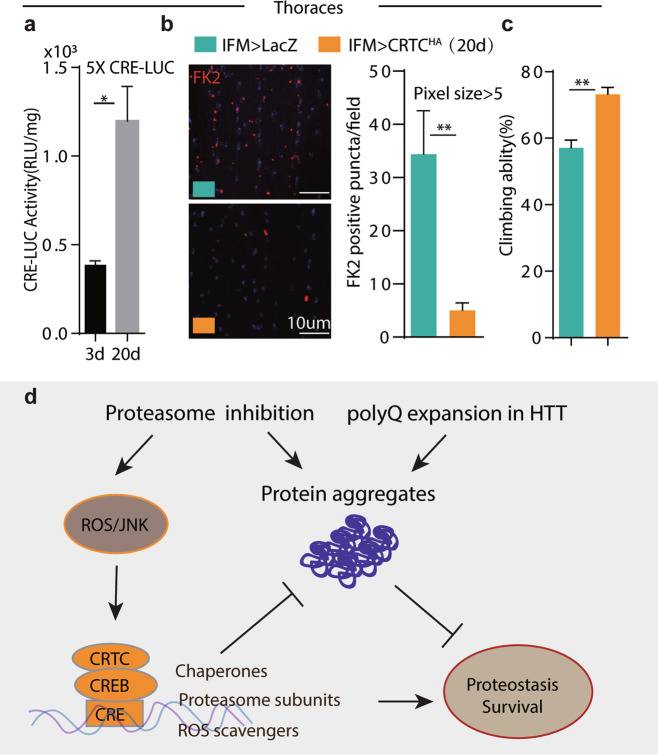 Thoraces
a
x10³
5X CRE-LUC
*
CRE-LUC Activity(RLU/mg)
1.5
1.0
0.5
0.0
3d 20d
b
IFM>LacZ
IFM>CRTCᴴᴬ (20d)
FK2
10um
FK2 positive puncta/field
Pixel size>5
**
50
40
30
20
10
0
c
Climbing ablity(%)
**
80
60
40
20
0
d
Proteasome inhibition
polyQ expansion in HTT
Protein aggregates
ROS/JNK
CRTC
CREB
CRE
Chaperones
Proteasome subunits
ROS scavengers
Proteostasis
Survival